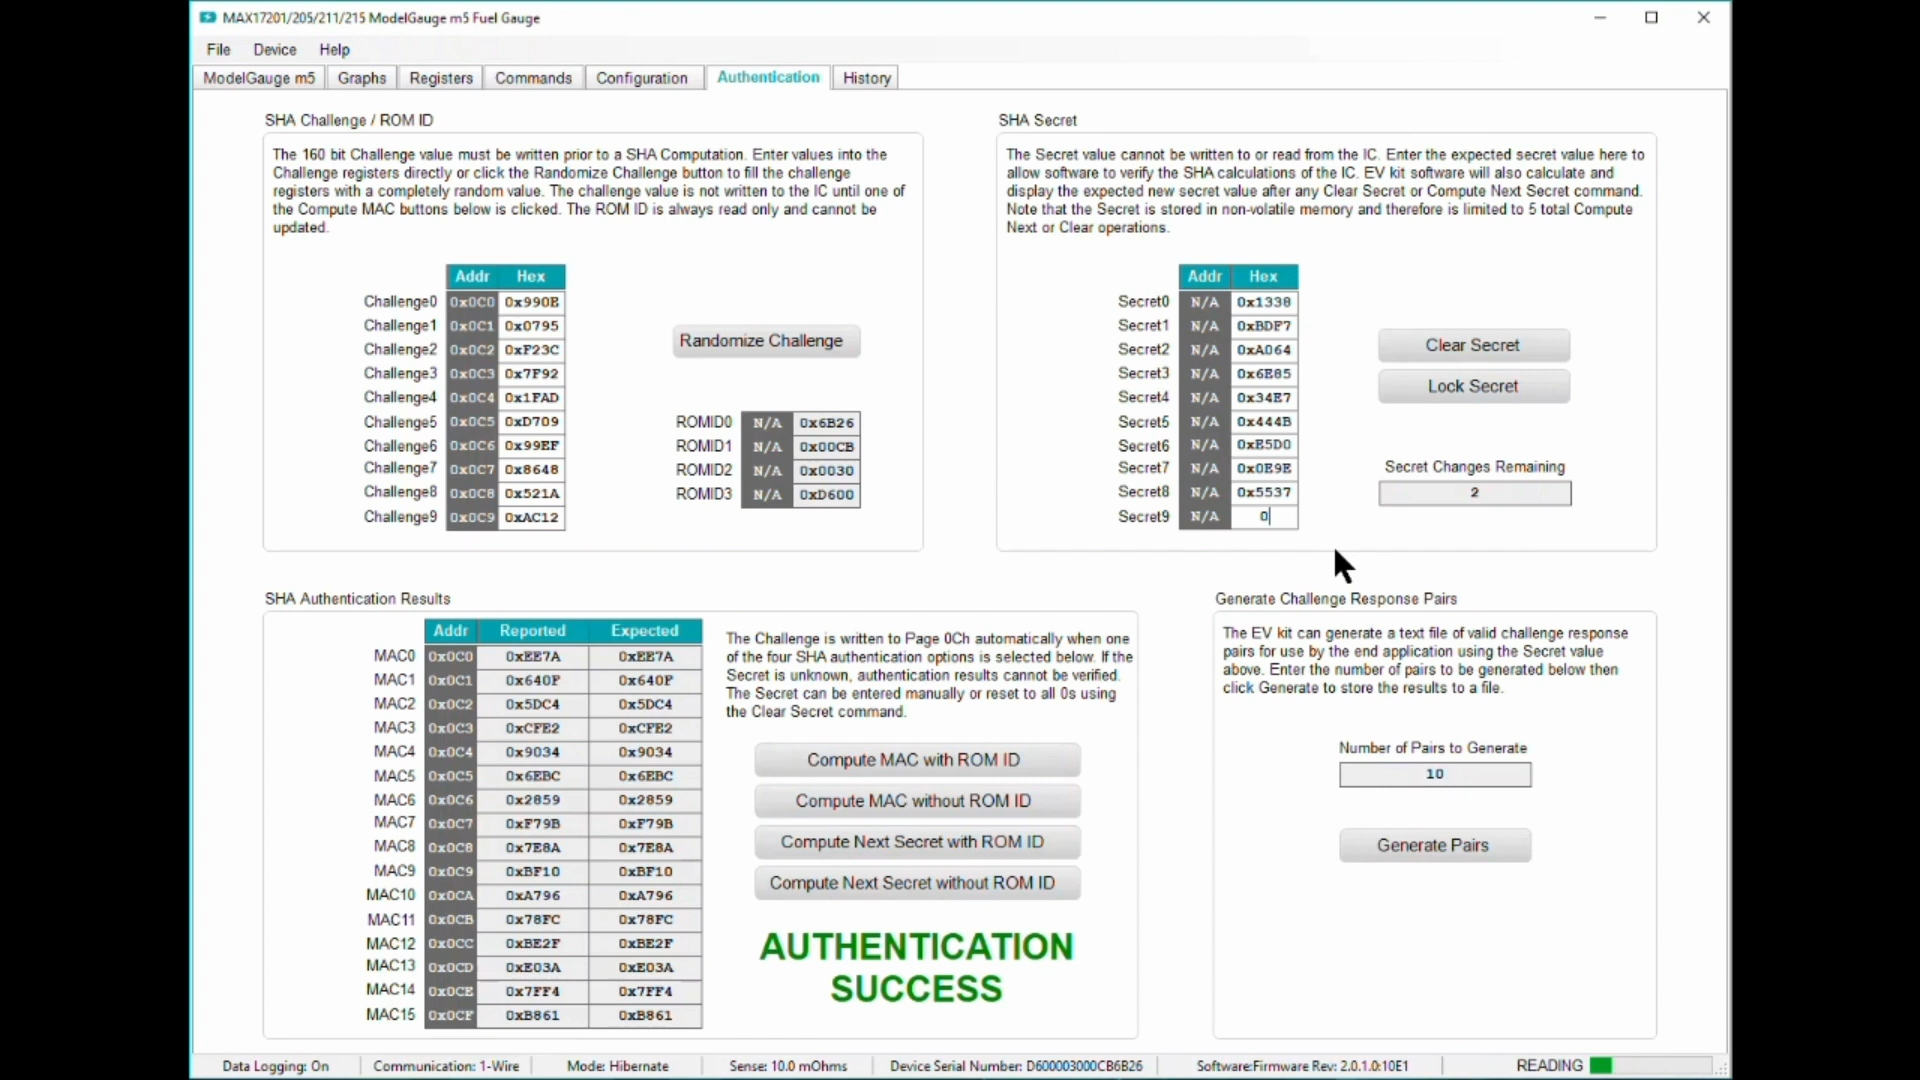 MAX17201/205/211/215 ModelGauge m5 Fuel Gauge
File Device Help
ModelGauge m5 Graphs Registers Commands Configuration Authentication History
SHA Challenge / ROM ID
The 160 bit Challenge value must be written prior to a SHA Computation. Enter values into the
Challenge registers directly or click the Randomize Challenge button to fill the challenge
registers with a completely random value. The challenge value is not written to the IC until one of
the Compute MAC buttons below is clicked. The ROM ID is always read only and cannot be
updated.
Addr Hex
Challenge0 0x0C0 0x990E
Challenge1 0x0C1 0x0795
Challenge2 0x0C2 0xF23C
Challenge3 0x0C3 0x7F92
Challenge4 0x0C4 0x1FAD
Challenge5 0x0C5 0xD709
Challenge6 0x0C6 0x99EF
Challenge7 0x0C7 0x8648
Challenge8 0x0C8 0x521A
Challenge9 0x0C9 0xAC12
Randomize Challenge
ROMID0 N/A 0x6B26
ROMID1 N/A 0x00CB
ROMID2 N/A 0x0030
ROMID3 N/A 0xD600
SHA Secret
The Secret value cannot be written to or read from the IC. Enter the expected secret value here to
allow software to verify the SHA calculations of the IC. EV kit software will also calculate and
display the expected new secret value after any Clear Secret or Compute Next Secret command.
Note that the Secret is stored in non-volatile memory and therefore is limited to 5 total Compute
Next or Clear operations.
Addr Hex
Secret0 N/A 0x1338
Secret1 N/A 0xBDF7
Secret2 N/A 0xA064
Secret3 N/A 0x6E85
Secret4 N/A 0x34E7
Secret5 N/A 0x444B
Secret6 N/A 0xE5D0
Secret7 N/A 0x0E9E
Secret8 N/A 0x5537
Secret9 N/A 0
Clear Secret
Lock Secret
Secret Changes Remaining
2
SHA Authentication Results
Addr Reported Expected
MAC0 0x0C0 0xEE7A 0xEE7A
MAC1 0x0C1 0x640F 0x640F
MAC2 0x0C2 0x5DC4 0x5DC4
MAC3 0x0C3 0xCFE2 0xCFE2
MAC4 0x0C4 0x9034 0x9034
MAC5 0x0C5 0x6EBC 0x6EBC
MAC6 0x0C6 0x2859 0x2859
MAC7 0x0C7 0xF79B 0xF79B
MAC8 0x0C8 0x7E8A 0x7E8A
MAC9 0x0C9 0xBF10 0xBF10
MAC10 0x0CA 0xA796 0xA796
MAC11 0x0CB 0x78FC 0x78FC
MAC12 0x0CC 0xBE2F 0xBE2F
MAC13 0x0CD 0xE03A 0xE03A
MAC14 0x0CE 0x7FF4 0x7FF4
MAC15 0x0CF 0xB861 0xB861
The Challenge is written to Page 0Ch automatically when one
of the four SHA authentication options is selected below. If the
Secret is unknown, authentication results cannot be verified.
The Secret can be entered manually or reset to all 0s using
the Clear Secret command.
Compute MAC with ROM ID
Compute MAC without ROM ID
Compute Next Secret with ROM ID
Compute Next Secret without ROM ID
AUTHENTICATION
SUCCESS
Generate Challenge Response Pairs
The EV kit can generate a text file of valid challenge response
pairs for use by the end application using the Secret value
above. Enter the number of pairs to be generated below then
click Generate to store the results to a file.
Number of Pairs to Generate
10
Generate Pairs
Data Logging: On Communication: 1-Wire Mode: Hibernate Sense: 10.0 mOhms Device Serial Number: D600003000CB6B26 Software:Firmware Rev: 2.0.1.0:10E1 READING